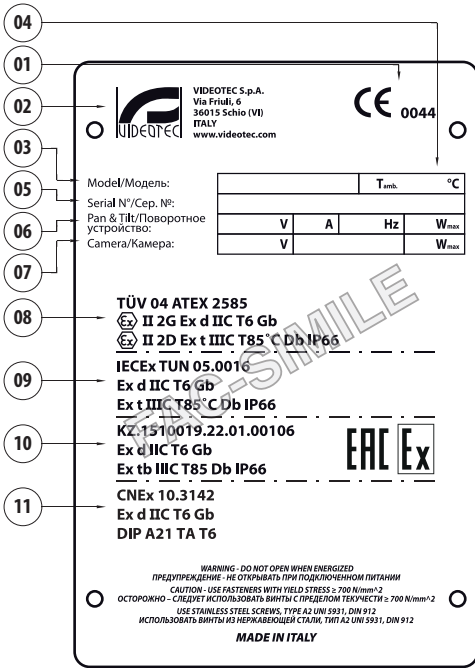 04
01
02
VIDEOTEC
VIDEOTEC S.p.A.
Via Friuli, 6
36015 Schio (VI)
ITALY
www.videotec.com
CE 0044
03
Model/Модель:
Tamb. °C
05
Serial N°/Сер. №:
06
Pan & Tilt/Поворотное
устройство:
V A Hz Wmax
07
Camera/Камера:
V Wmax
08
TÜV 04 ATEX 2585
Ex II 2G Ex d IIC T6 Gb
Ex II 2D Ex t IIIC T85°C Db IP66
09
IECEx TUN 05.0016
Ex d IIC T6 Gb
Ex t IIIC T85°C Db IP66
10
KZ.1510019.22.01.00106
Ex d IIC T6 Gb
Ex tb IIIC T85 Db IP66
EAC Ex
11
CNEx 10.3142
Ex d IIC T6 Gb
DIP A21 TA T6
FAC-SIMILE
WARNING - DO NOT OPEN WHEN ENERGIZED
ПРЕДУПРЕЖДЕНИЕ - НЕ ОТКРЫВАТЬ ПРИ ПОДКЛЮЧЕННОМ ПИТАНИИ
CAUTION - USE FASTENERS WITH YIELD STRESS ≥ 700 N/mm^2
ОСТОРОЖНО – СЛЕДУЕТ ИСПОЛЬЗОВАТЬ ВИНТЫ С ПРЕДЕЛОМ ТЕКУЧЕСТИ ≥ 700 N/mm^2
USE STAINLESS STEEL SCREWS, TYPE A2 UNI 5931, DIN 912
ИСПОЛЬЗОВАТЬ ВИНТЫ ИЗ НЕРЖАВЕЮЩЕЙ СТАЛИ, ТИП A2 UNI 5931, DIN 912
MADE IN ITALY